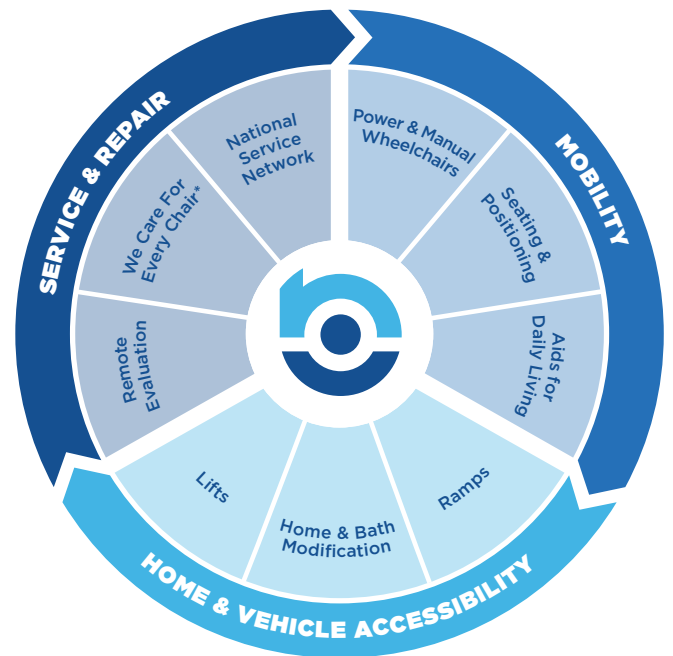 MOBILITY
Power & Manual
Wheelchairs
Seating &
Positioning
Aids for
Daily Living
HOME & VEHICLE ACCESSIBILITY
Ramps
Home & Bath
Modification
Lifts
SERVICE & REPAIR
Remote
Evaluation
We Care For
Every Chair*
National
Service
Network